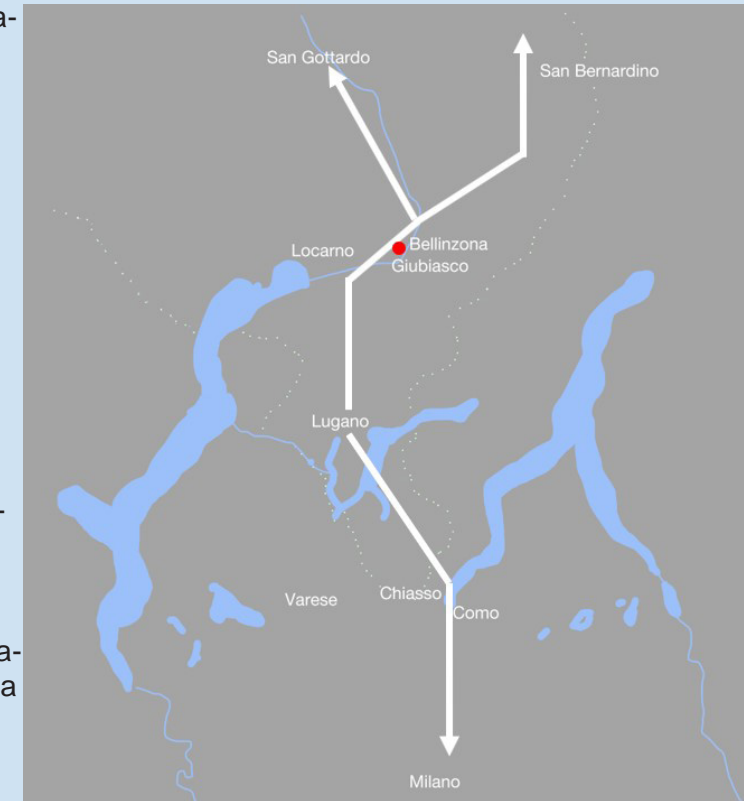 a-
San Gottardo
San Bernardino
Locarno
Bellinzona
Giubiasco
Lugano
-
Varese
Chiasso
Como
a-
a
Milano